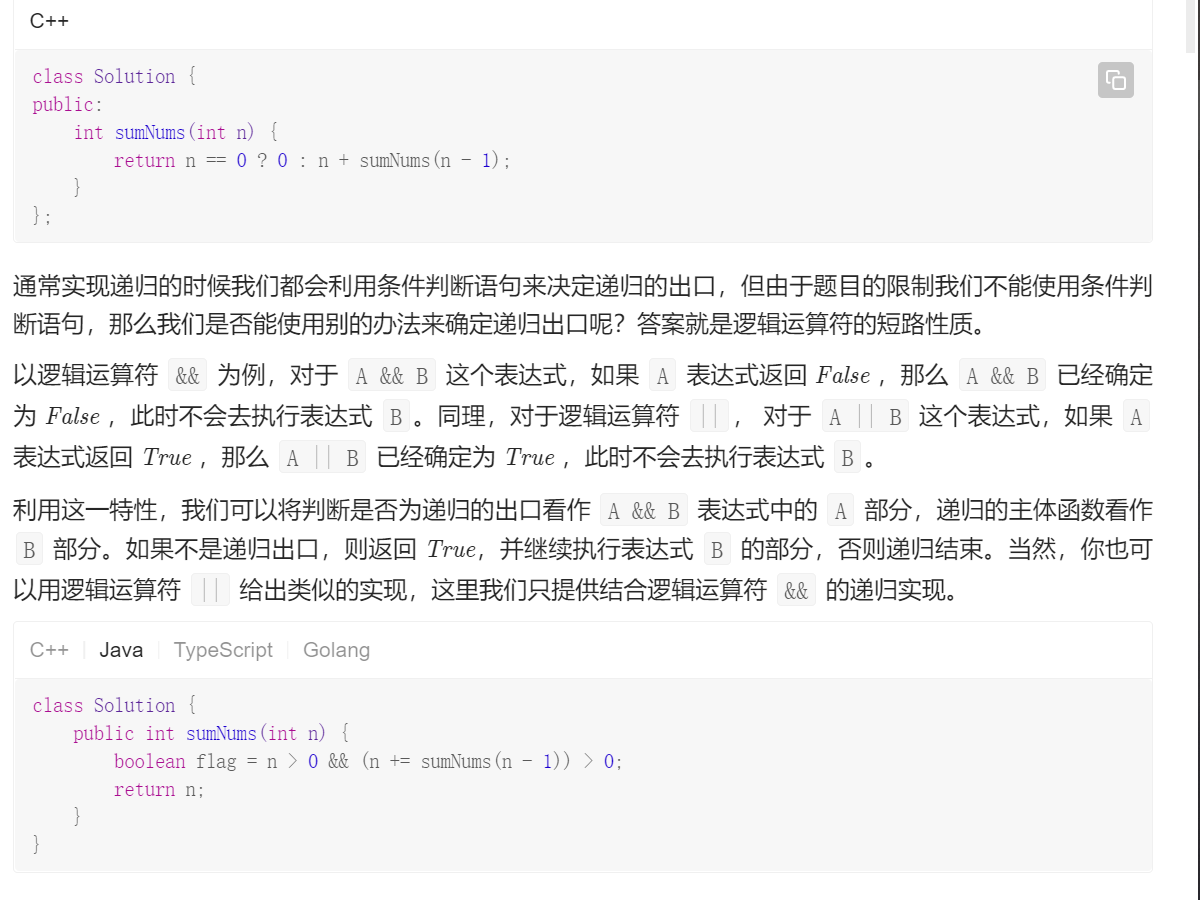 C++
class Solution {
public:
    int sumNums(int n) {
        return n == 0 ? 0 : n + sumNums(n - 1);
    }
};
通常实现递归的时候我们都会利用条件判断语句来决定递归的出口，但由于题目的限制我们不能使用条件判
断语句，那么我们是否能使用别的办法来确定递归出口呢？答案就是逻辑运算符的短路性质。
以逻辑运算符 && 为例，对于 A && B 这个表达式，如果 A 表达式返回 False ，那么 A && B 已经确定
为 False ，此时不会去执行表达式 B 。同理，对于逻辑运算符 || ， 对于 A || B 这个表达式，如果 A
表达式返回 True ，那么 A || B 已经确定为 True ，此时不会去执行表达式 B 。
利用这一特性，我们可以将判断是否为递归的出口看作 A && B 表达式中的 A 部分，递归的主体函数看作
B 部分。如果不是递归出口，则返回 True，并继续执行表达式 B 的部分，否则递归结束。当然，你也可
以用逻辑运算符 || 给出类似的实现，这里我们只提供结合逻辑运算符 && 的递归实现。
C++ Java TypeScript Golang
class Solution {
    public int sumNums(int n) {
        boolean flag = n > 0 && (n += sumNums(n - 1)) > 0;
        return n;
    }
}